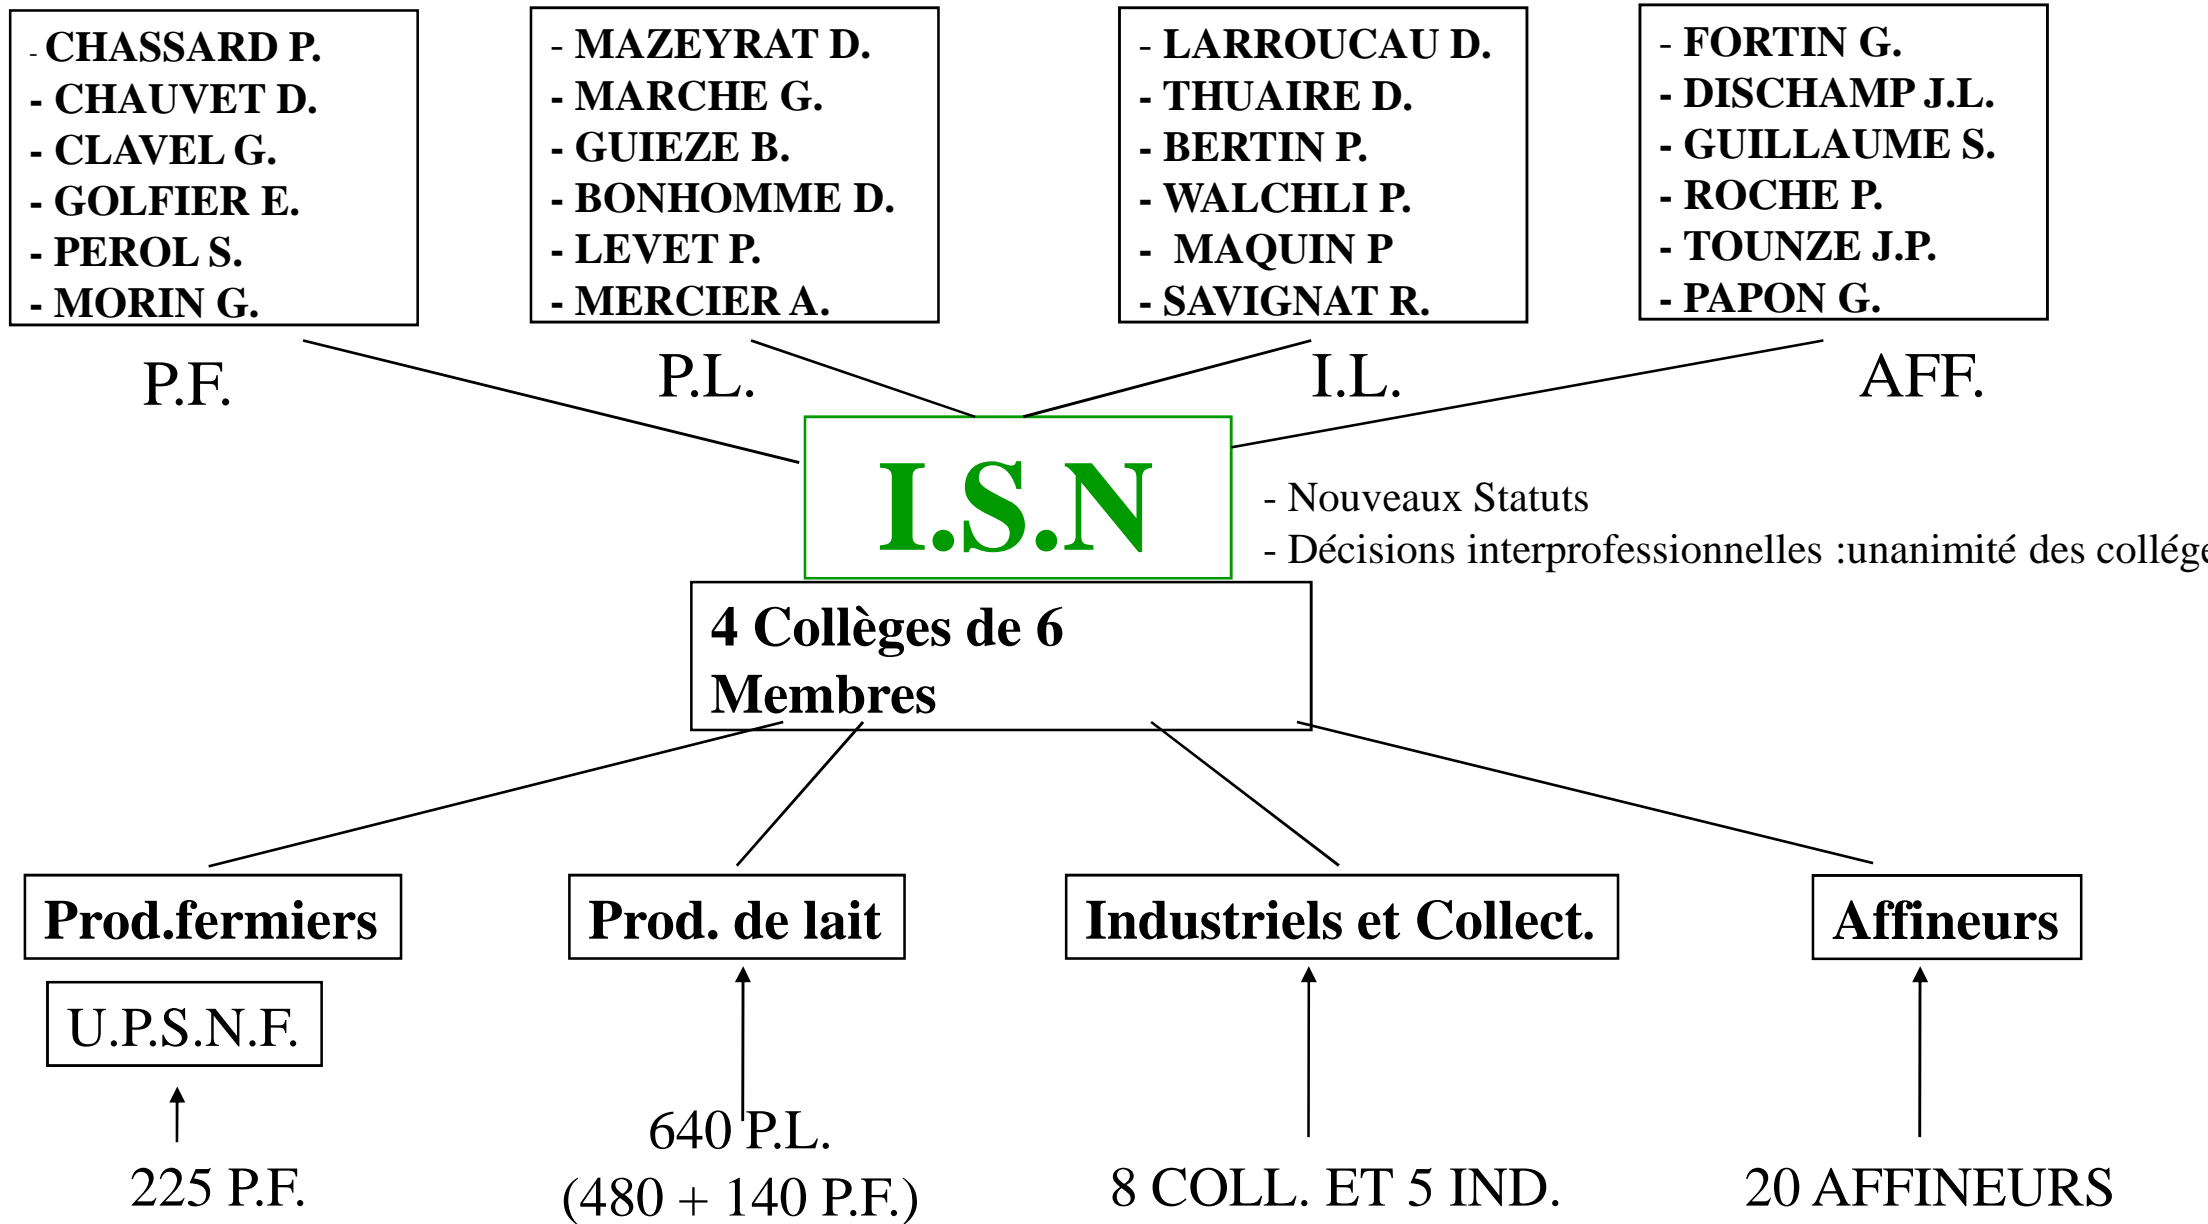 - CHASSARD P.
- CHAUVET D.
- CLAVEL G.
- GOLFIER E.
- PEROL S.
- MORIN G.
- MAZEYRAT D.
- MARCHE G.
- GUIEZE B.
- BONHOMME D.
- LEVET P.
- MERCIER A.
- LARROUCAU D.
- THUAIRE D.
- BERTIN P.
- WALCHLI P.
- MAQUIN P
- SAVIGNAT R.
- FORTIN G.
- DISCHAMP J.L.
- GUILLAUME S.
- ROCHE P.
- TOUNZE J.P.
- PAPON G.
P.F.
P.L.
I.L.
AFF.
I.S.N
- Nouveaux Statuts
- Décisions interprofessionnelles :unanimité des collége
4 Collèges de 6
Membres
Prod.fermiers
Prod. de lait
Industriels et Collect.
Affineurs
U.P.S.N.F.
225 P.F.
640 P.L.
(480 + 140 P.F.)
8 COLL. ET 5 IND.
20 AFFINEURS